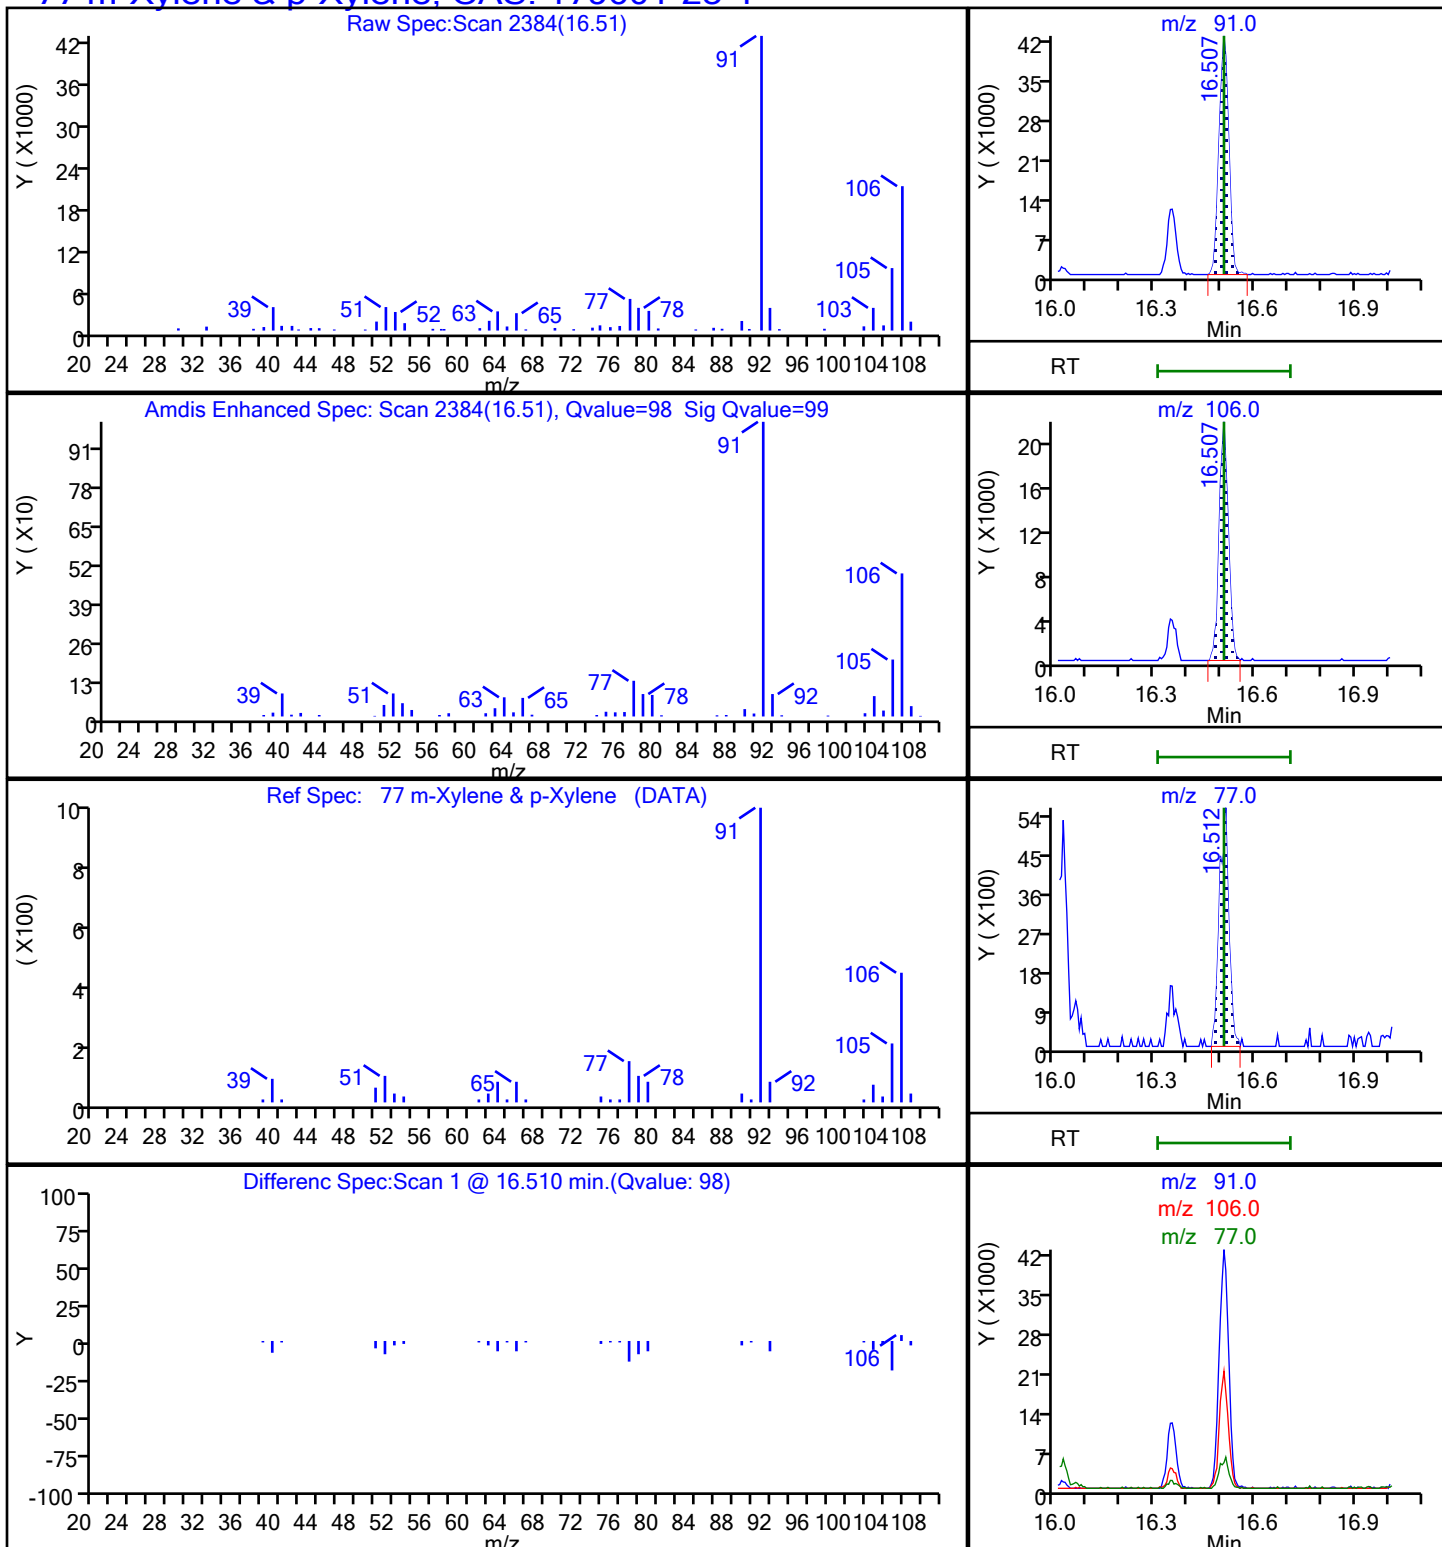 77 m-Xylene & p-Xylene, CAS: 179601-23-1
Raw Spec:Scan 2384(16.51)
Y ( X1000)
42
36
30
24
18
12
6
0
91
106
105
103
39
51
52
63
65
77
78
20 24 28 32 36 40 44 48 52 56 60 64 68 72 76 80 84 88 92 96 100 104 108
m/z
m/z 91.0
Y ( X1000)
42
35
28
21
14
7
0
16.507
16.0 16.3 16.6 16.9
Min
RT
Amdis Enhanced Spec: Scan 2384(16.51), Qvalue=98 Sig Qvalue=99
Y ( X10)
91
78
65
52
39
26
13
0
91
106
105
39
51
63
65
77
78
92
20 24 28 32 36 40 44 48 52 56 60 64 68 72 76 80 84 88 92 96 100 104 108
m/z
m/z 106.0
Y ( X1000)
20
16
12
8
4
0
16.507
16.0 16.3 16.6 16.9
Min
RT
Ref Spec: 77 m-Xylene & p-Xylene (DATA)
( X100)
10
8
6
4
2
0
91
106
105
39
51
65
77
78
92
20 24 28 32 36 40 44 48 52 56 60 64 68 72 76 80 84 88 92 96 100 104 108
m/z 77.0
Y ( X100)
54
45
36
27
18
9
0
16.512
16.0 16.3 16.6 16.9
Min
RT
Differenc Spec:Scan 1 @ 16.510 min.(Qvalue: 98)
Y
100
75
50
25
0
-25
-50
-75
-100
106
20 24 28 32 36 40 44 48 52 56 60 64 68 72 76 80 84 88 92 96 100 104 108
m/z
m/z 91.0
m/z 106.0
m/z 77.0
Y ( X1000)
42
35
28
21
14
7
0
16.0 16.3 16.6 16.9
Min